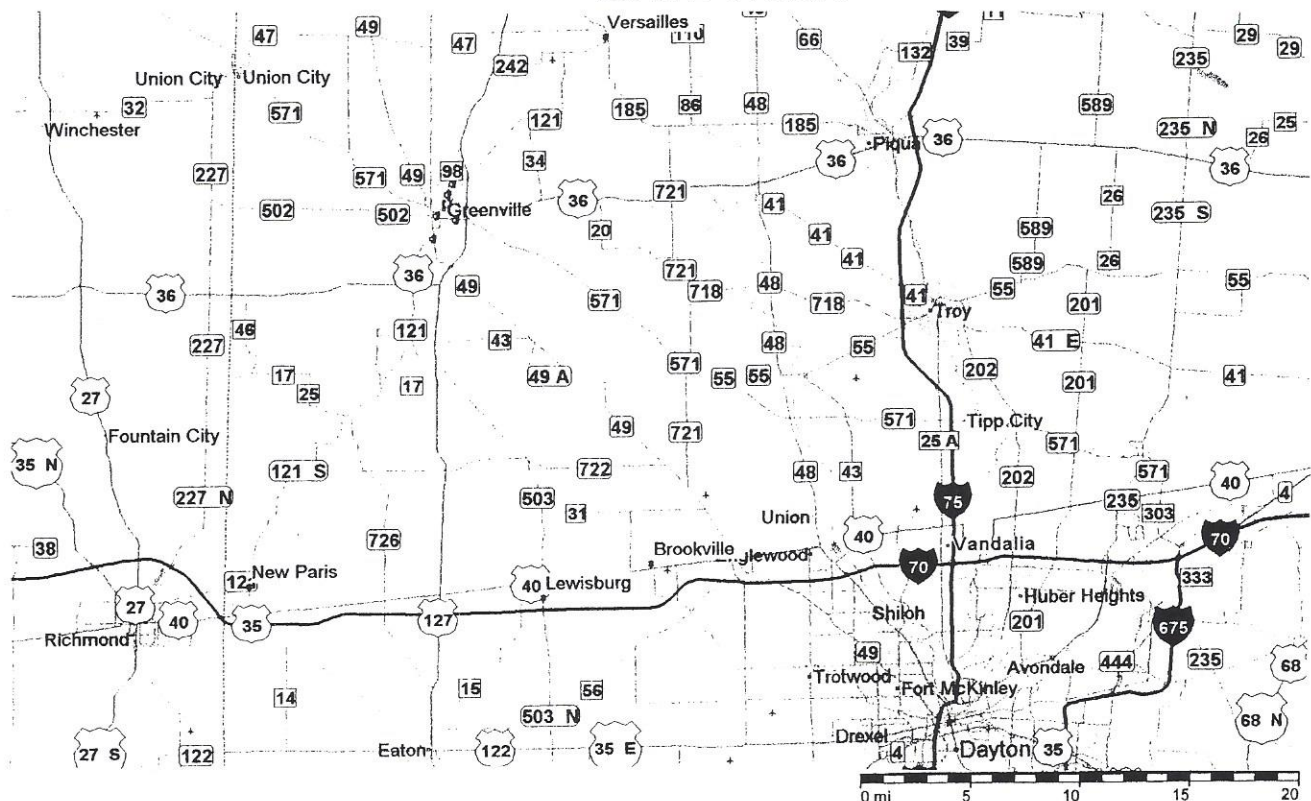 Versailles
47
49
47
66
132
39
29
29
242
235
Union City
Union City
32
Winchester
571
121
185
86
48
185
589
235 N
25
26
Piqua
36
36
36
34
227
571
49
98
721
41
26
502
502
Greenville
36
20
41
589
235 S
36
36
49
721
718
48
41
718
589
26
55
55
201
571
41
Troy
227
46
121
43
48
55
41 E
17
25
17
49 A
571
55
55
202
201
41
27
Fountain City
49
721
571
Tipp City
25 A
571
35 N
121 S
722
48
43
202
571
227 N
503
31
75
235
40
4
303
Union
40
38
726
Brookville
Englewood
Vandalia
70
70
New Paris
40
Lewisburg
333
27
40
35
127
Shiloh
Huber Heights
201
675
Richmond
49
Avondale
444
235
68
14
15
56
Trotwood
Fort McKinley
503 N
68 N
27 S
122
Eaton
122
35 E
Drexel
4
Dayton
35
0 mi 5 10 15 20